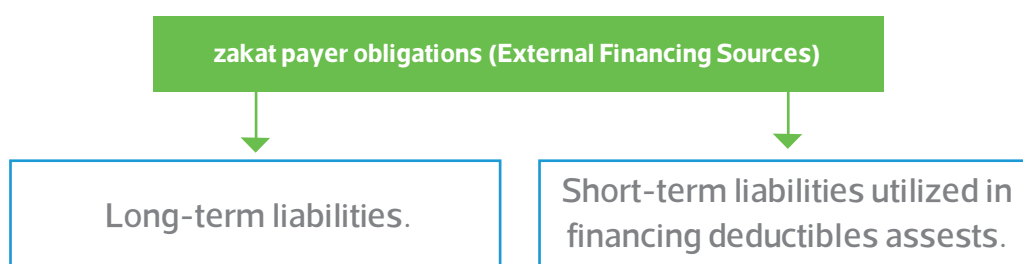 zakat payer obligations (External Financing Sources)
Long-term liabilities.
Short-term liabilities utilized in
financing deductibles assests.